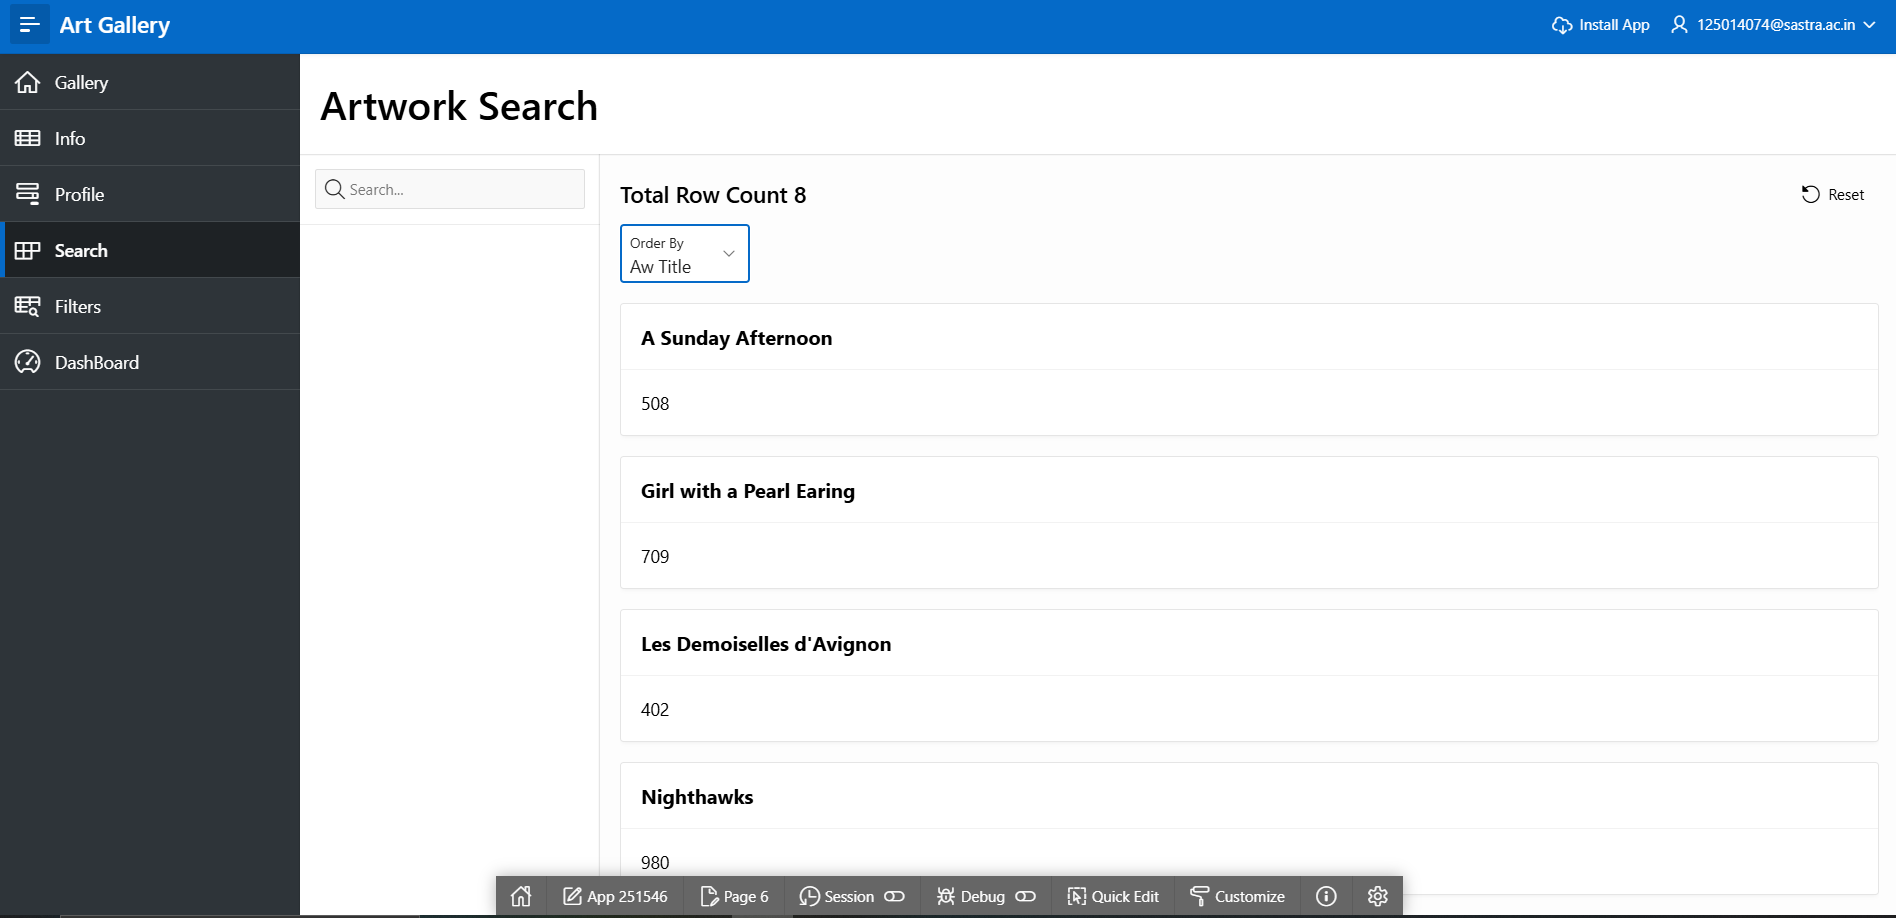 Art Gallery
Install App
125014074@sastra.ac.in
Gallery
Info
Profile
Search
Filters
DashBoard
Artwork Search
Search...
Total Row Count 8
Reset
Order By
Aw Title
A Sunday Afternoon
508
Girl with a Pearl Earing
709
Les Demoiselles d'Avignon
402
Nighthawks
980
App 251546
Page 6
Session
Debug
Quick Edit
Customize